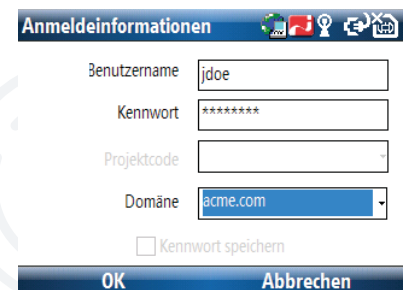 Anmeldeinformationen
Benutzername jdoe
Kennwort ********
Projektcode
Domäne acme.com
Kennwort speichern
OK Abbrechen